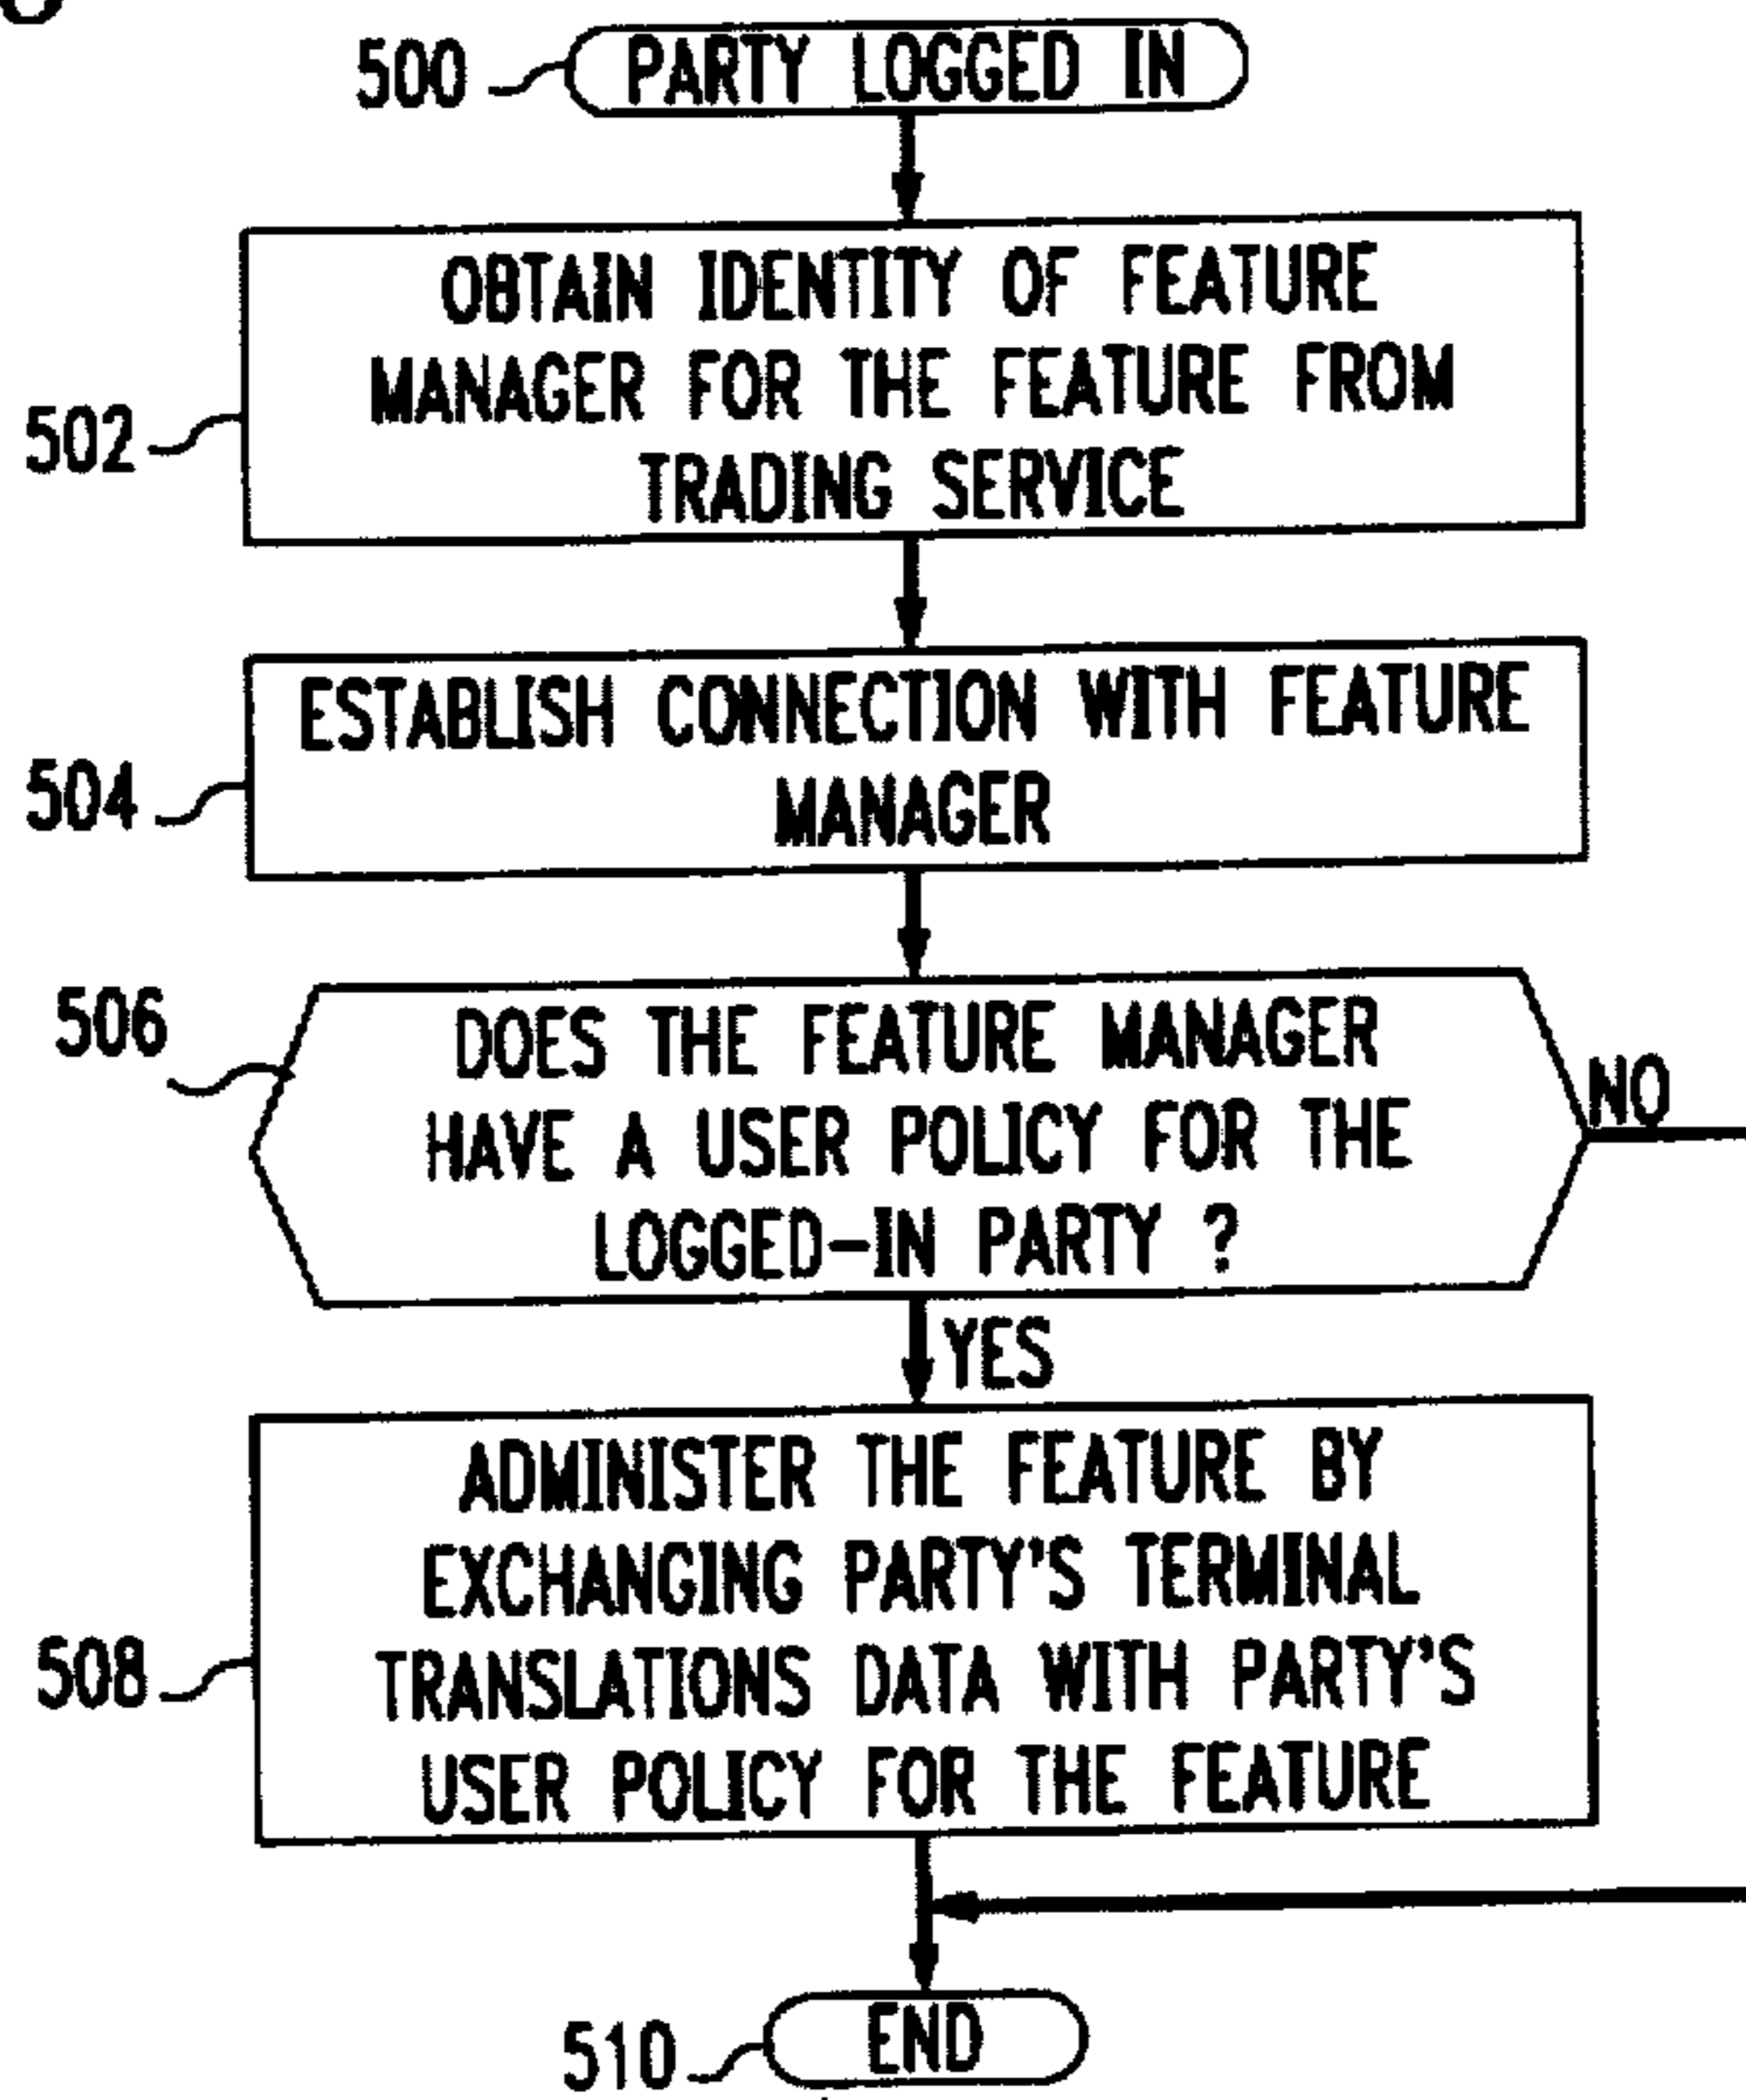 500
PARTY LOGGED IN
OBTAIN IDENTITY OF FEATURE
MANAGER FOR THE FEATURE FROM
TRADING SERVICE
502
ESTABLISH CONNECTION WITH FEATURE
MANAGER
504
506
DOES THE FEATURE MANAGER
HAVE A USER POLICY FOR THE
LOGGED-IN PARTY ?
NO
YES
ADMINISTER THE FEATURE BY
EXCHANGING PARTY'S TERMINAL
TRANSLATIONS DATA WITH PARTY'S
USER POLICY FOR THE FEATURE
508
510
END